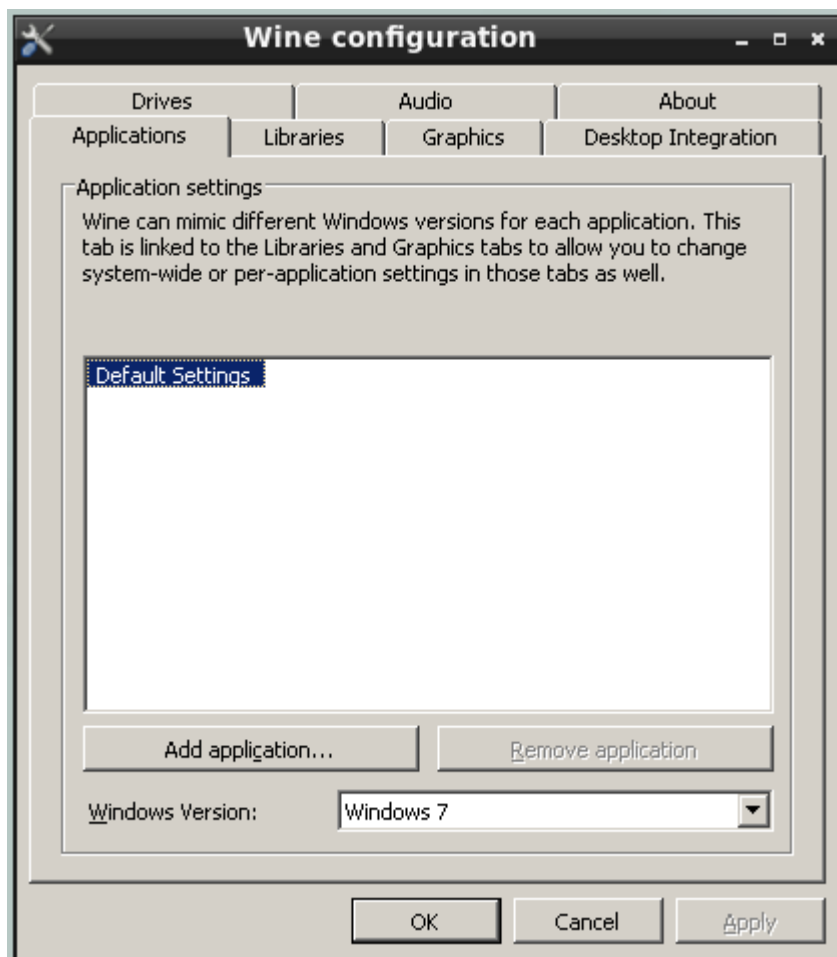 Wine configuration
Drives
Audio
About
Applications
Libraries
Graphics
Desktop Integration
Application settings
Wine can mimic different Windows versions for each application. This
tab is linked to the Libraries and Graphics tabs to allow you to change
system-wide or per-application settings in those tabs as well.
Default Settings
Add application...
Remove application
Windows Version:
Windows 7
OK
Cancel
Apply